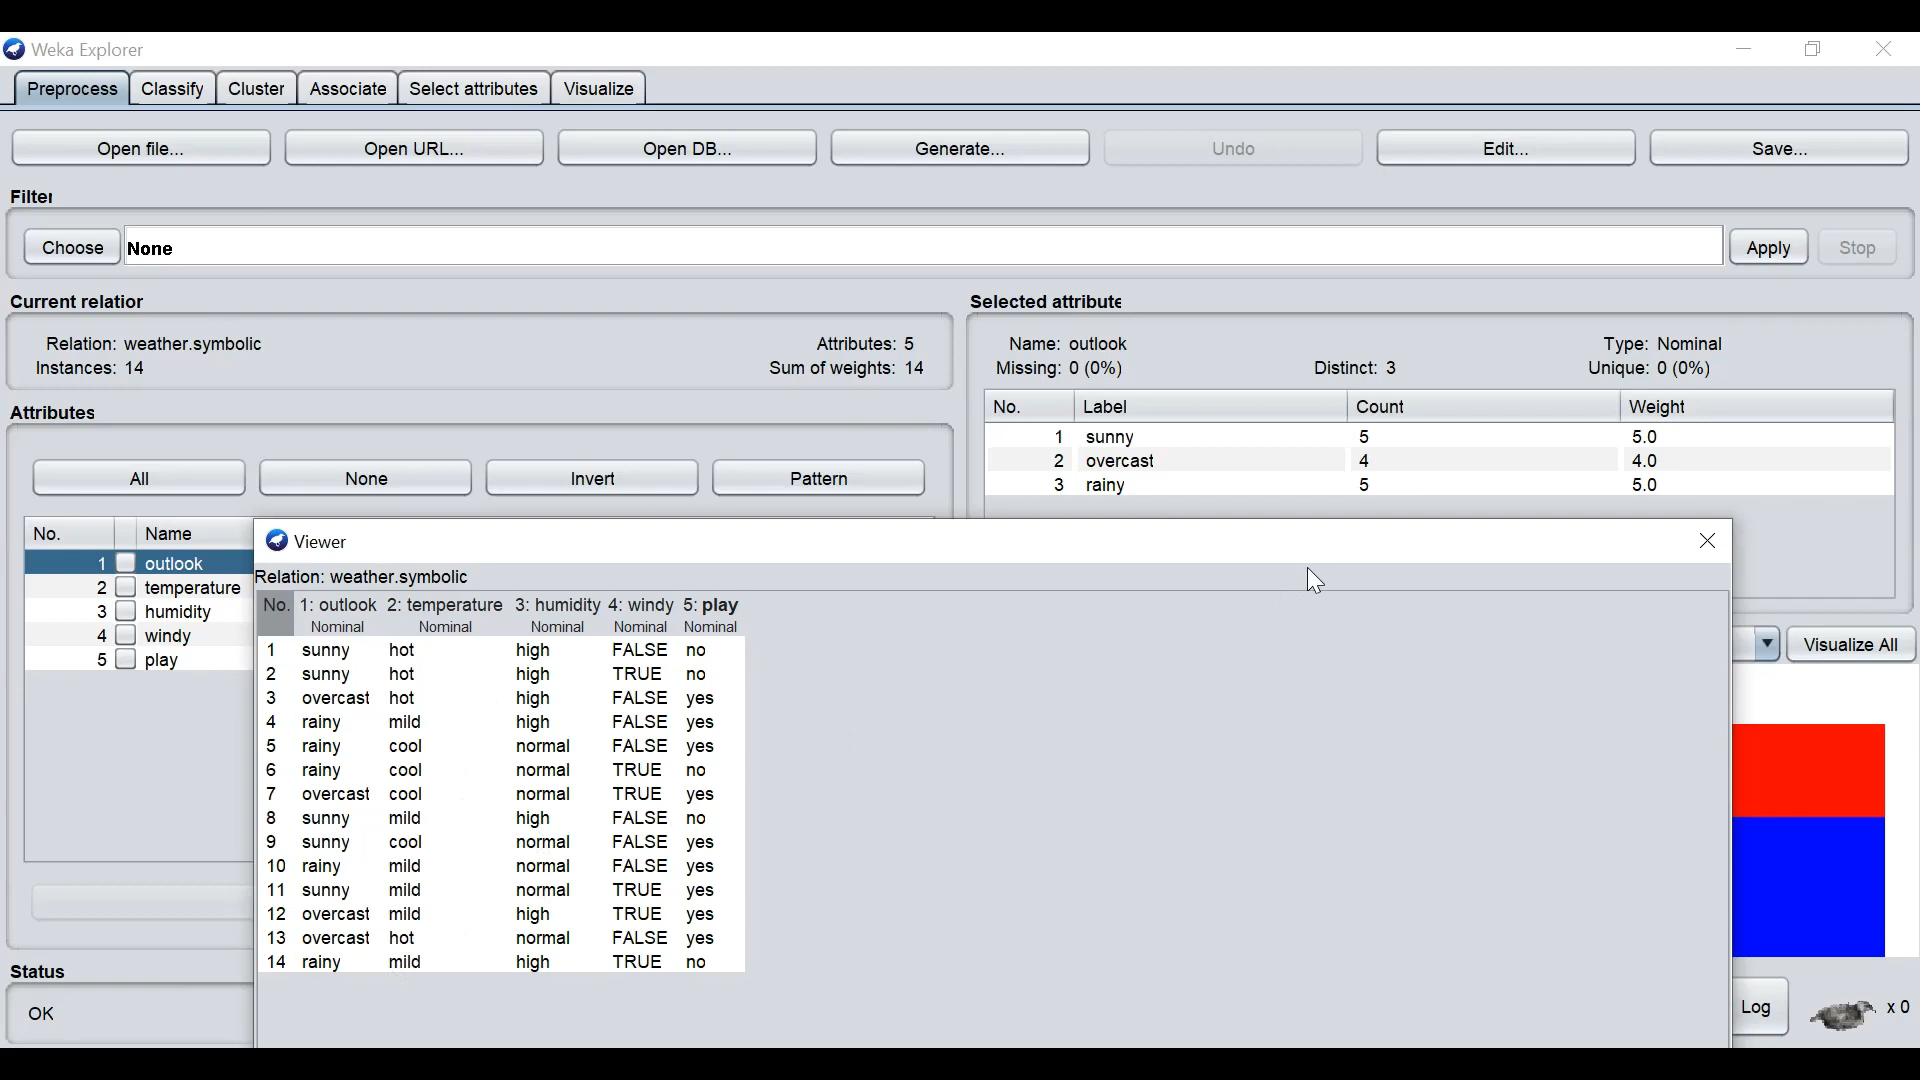 Weka Explorer
Preprocess Classify Cluster Associate Select attributes Visualize
Open file... Open URL... Open DB... Generate... Undo Edit... Save...
Filter
Choose None Apply Stop
Current relatior
Relation: weather.symbolic Attributes: 5
Instances: 14 Sum of weights: 14
Selected attribute
Name: outlook Type: Nominal
Missing: 0 (0%) Distinct: 3 Unique: 0 (0%)
No. Label Count Weight
1 sunny 5 5.0
2 overcast 4 4.0
3 rainy 5 5.0
Attributes
All None Invert Pattern
No. Name
1 outlook
2 temperature
3 humidity
4 windy
5 play
Viewer
Relation: weather.symbolic
No. 1: outlook 2: temperature 3: humidity 4: windy 5: play
Nominal Nominal Nominal Nominal Nominal
1 sunny hot high FALSE no
2 sunny hot high TRUE no
3 overcast hot high FALSE yes
4 rainy mild high FALSE yes
5 rainy cool normal FALSE yes
6 rainy cool normal TRUE no
7 overcast cool normal TRUE yes
8 sunny mild high FALSE no
9 sunny cool normal FALSE yes
10 rainy mild normal FALSE yes
11 sunny mild normal TRUE yes
12 overcast mild high TRUE yes
13 overcast hot normal FALSE yes
14 rainy mild high TRUE no
Visualize All
Status
OK
Log x 0